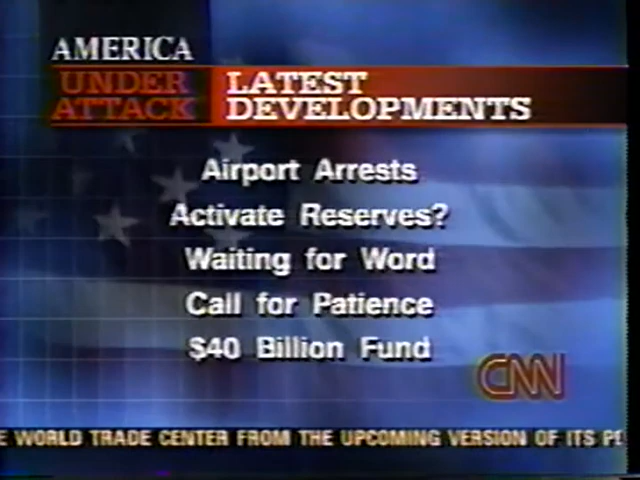 AMERICA
UNDER
ATTACK
LATEST
DEVELOPMENTS
Airport Arrests
Activate Reserves?
Waiting for Word
Call for Patience
$40 Billion Fund
CNN
WORLD TRADE CENTER FROM THE UPCOMING VERSION OF ITS